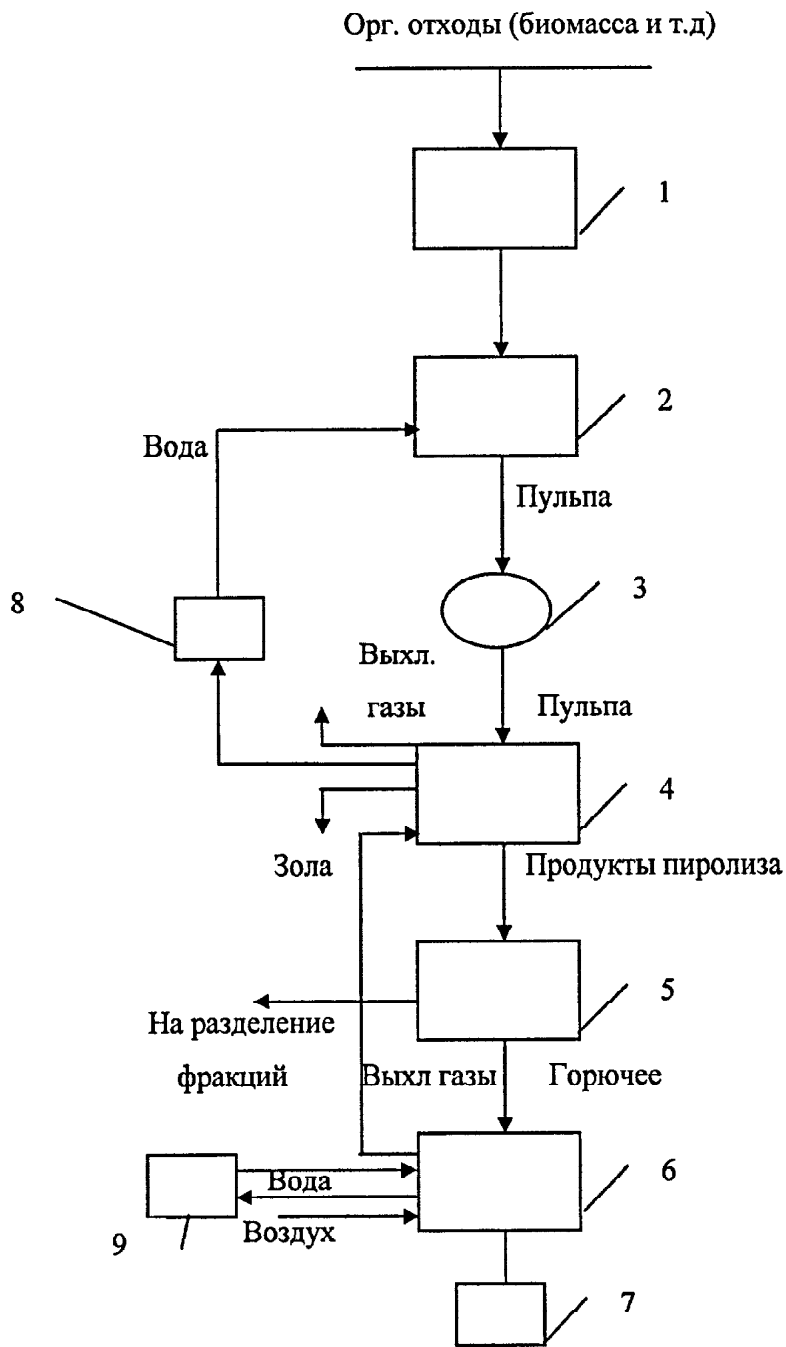 Орг. отходы (биомасса и т.д)
1
2
Вода
Пульпа
8
3
Выхл.
газы
Пульпа
4
Зола
Продукты пиролиза
5
На разделение
фракций
Выхл газы
Горючее
6
Вода
9
Воздух
7